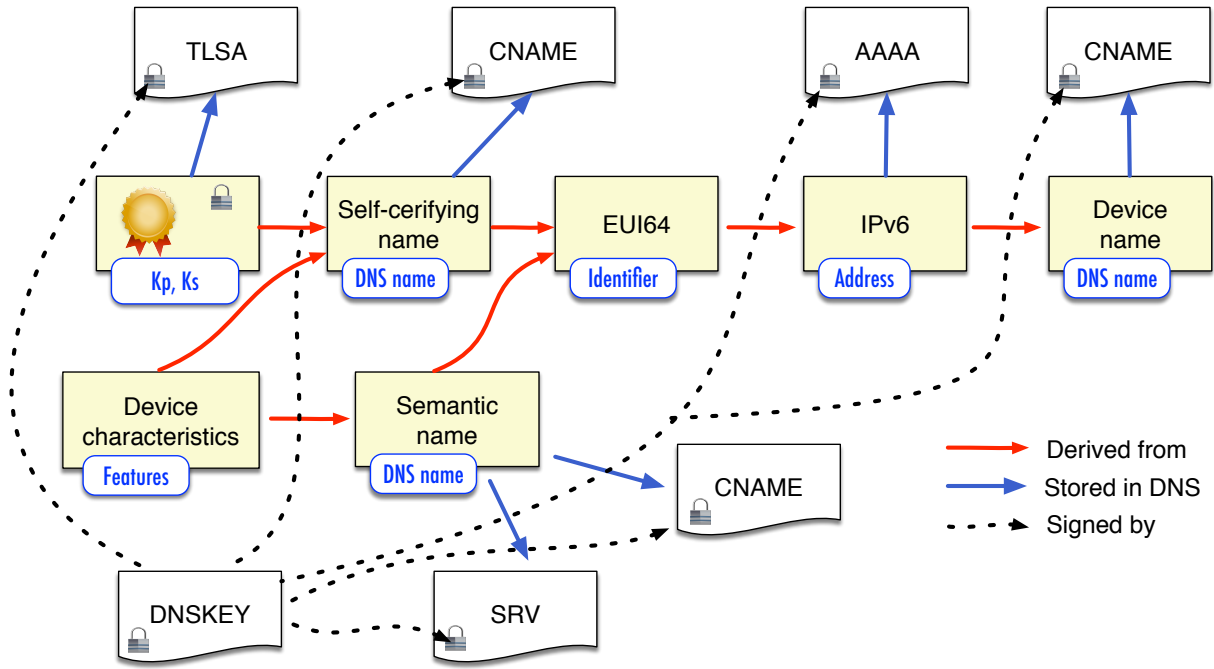 TLSA
CNAME
AAAA
CNAME
Self-cerifying
name
DNS name
EUI64
Identifier
IPv6
Address
Device
name
DNS name
Kp, Ks
Device
characteristics
Features
Semantic
name
DNS name
CNAME
Derived from
Stored in DNS
Signed by
DNSKEY
SRV